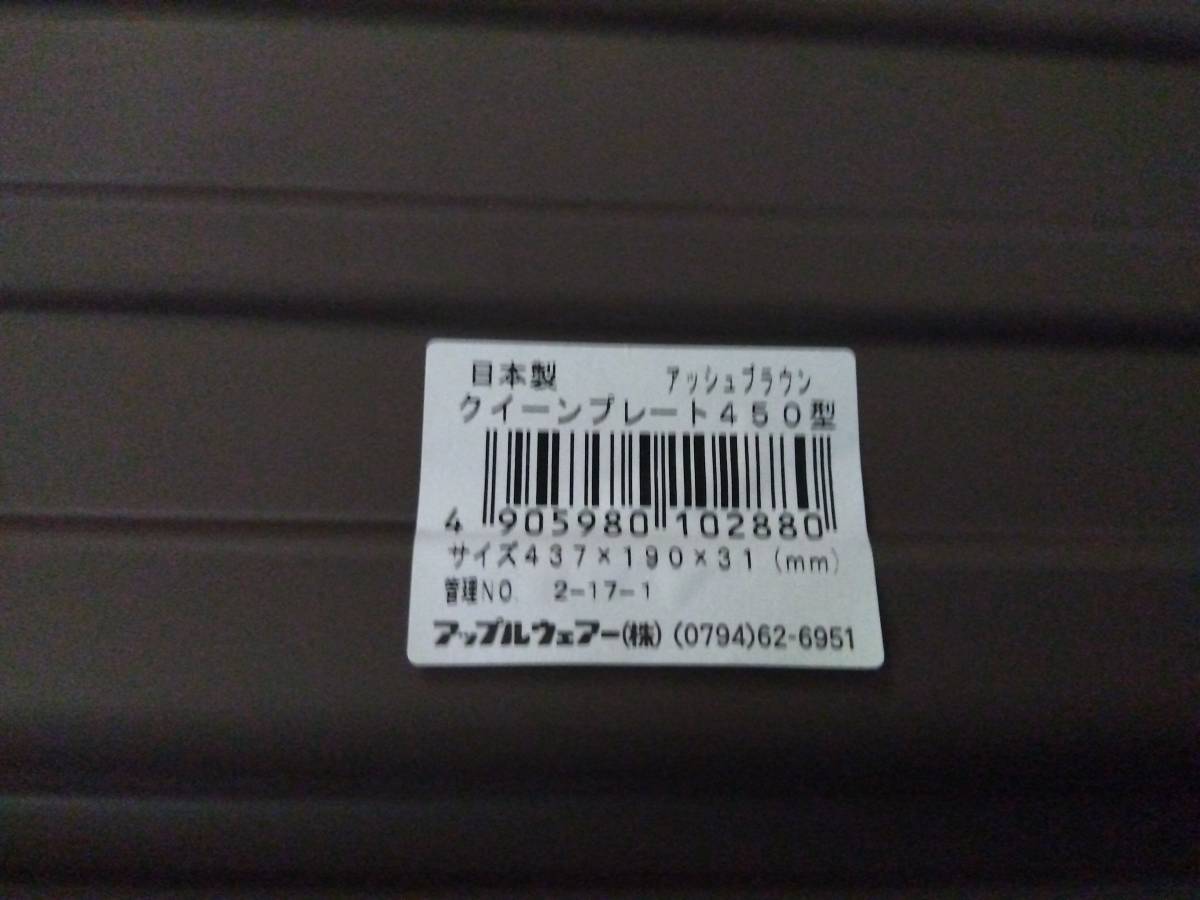 日本製 アッシュブラウン
クイーンプレート450型
4 905980 102880
サイズ437×190×31(mm)
管理NO. 2-17-1
アップルウェアー(株)(0794)62-6951